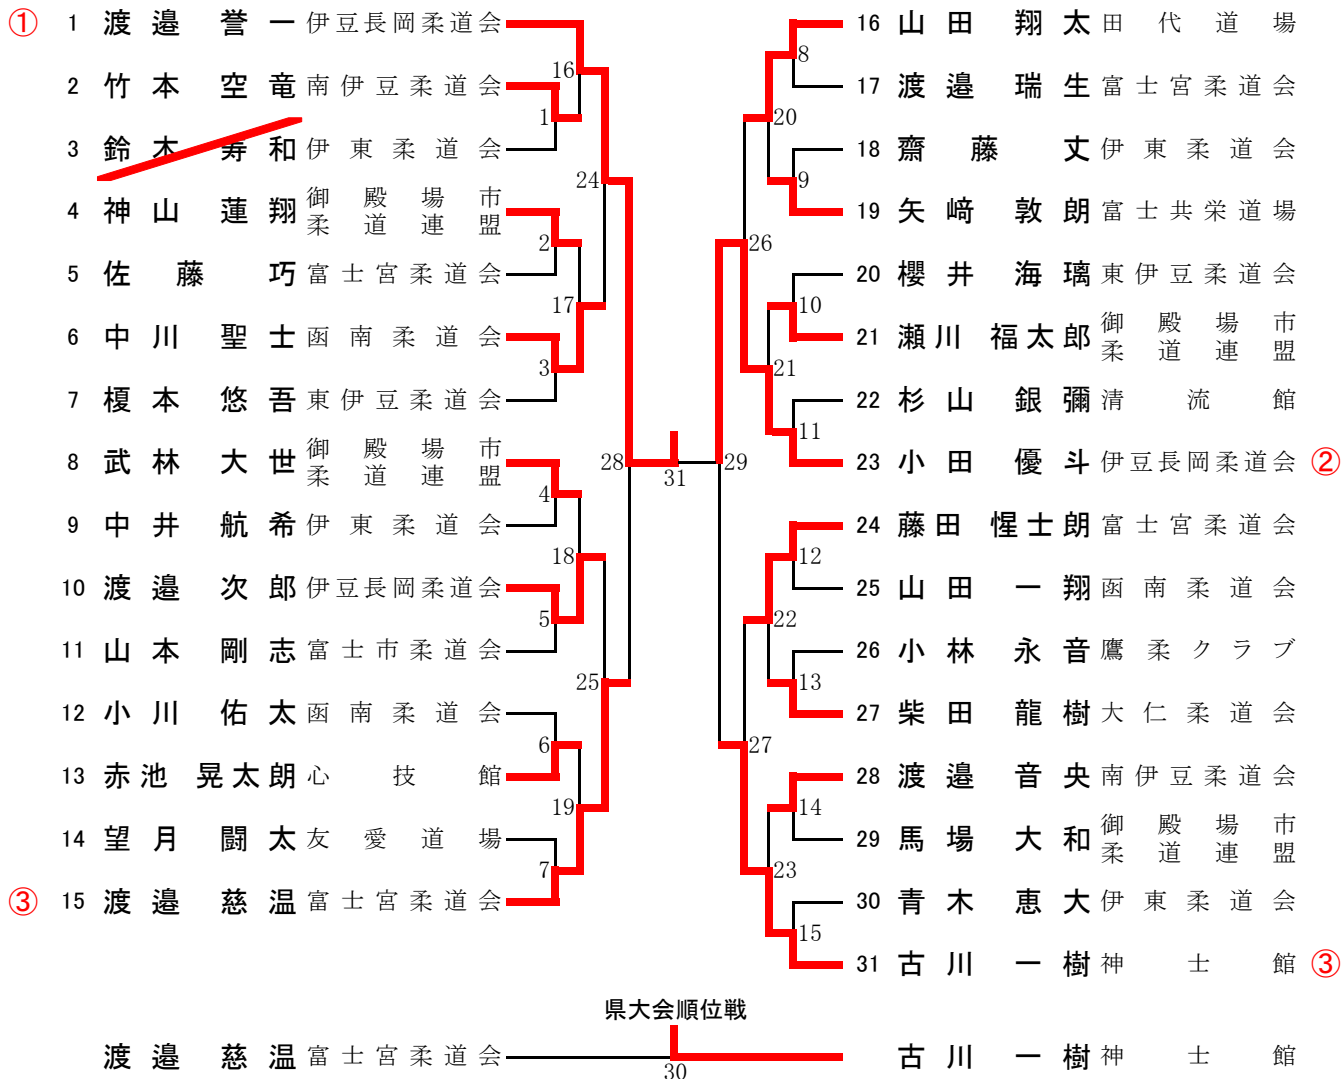 ① 1 渡邉 誉一 伊豆長岡柔道会
2 竹本 空竜 南伊豆柔道会
3 鈴木 寿和 伊東柔道会
4 神山 蓮翔 御殿場市柔道連盟
5 佐藤 巧 富士宮柔道会
6 中川 聖士 函南柔道会
7 榎本 悠吾 東伊豆柔道会
8 武林 大世 御殿場市柔道連盟
9 中井 航希 伊東柔道会
10 渡邉 次郎 伊豆長岡柔道会
11 山本 剛志 富士市柔道会
12 小川 佑太 函南柔道会
13 赤池 晃太朗 心技館
14 望月 闘太 友愛道場
③ 15 渡邉 慈温 富士宮柔道会
16
1
24
2
17
3
28
4
18
5
25
6
19
7
31
8
20
9
26
10
21
11
29
12
22
13
27
14
23
15
16 山田 翔太 田代道場
17 渡邉 瑞生 富士宮柔道会
18 齋藤 丈 伊東柔道会
19 矢﨑 敦朗 富士共栄道場
20 櫻井 海璃 東伊豆柔道会
21 瀬川 福太郎 御殿場市柔道連盟
22 杉山 銀彌 清流館
23 小田 優斗 伊豆長岡柔道会 ②
24 藤田 惺士朗 富士宮柔道会
25 山田 一翔 函南柔道会
26 小林 永音 鷹柔クラブ
27 柴田 龍樹 大仁柔道会
28 渡邉 音央 南伊豆柔道会
29 馬場 大和 御殿場市柔道連盟
30 青木 恵大 伊東柔道会
31 古川 一樹 神士館 ③
県大会順位戦
渡邉 慈温 富士宮柔道会
30
古川 一樹 神士館